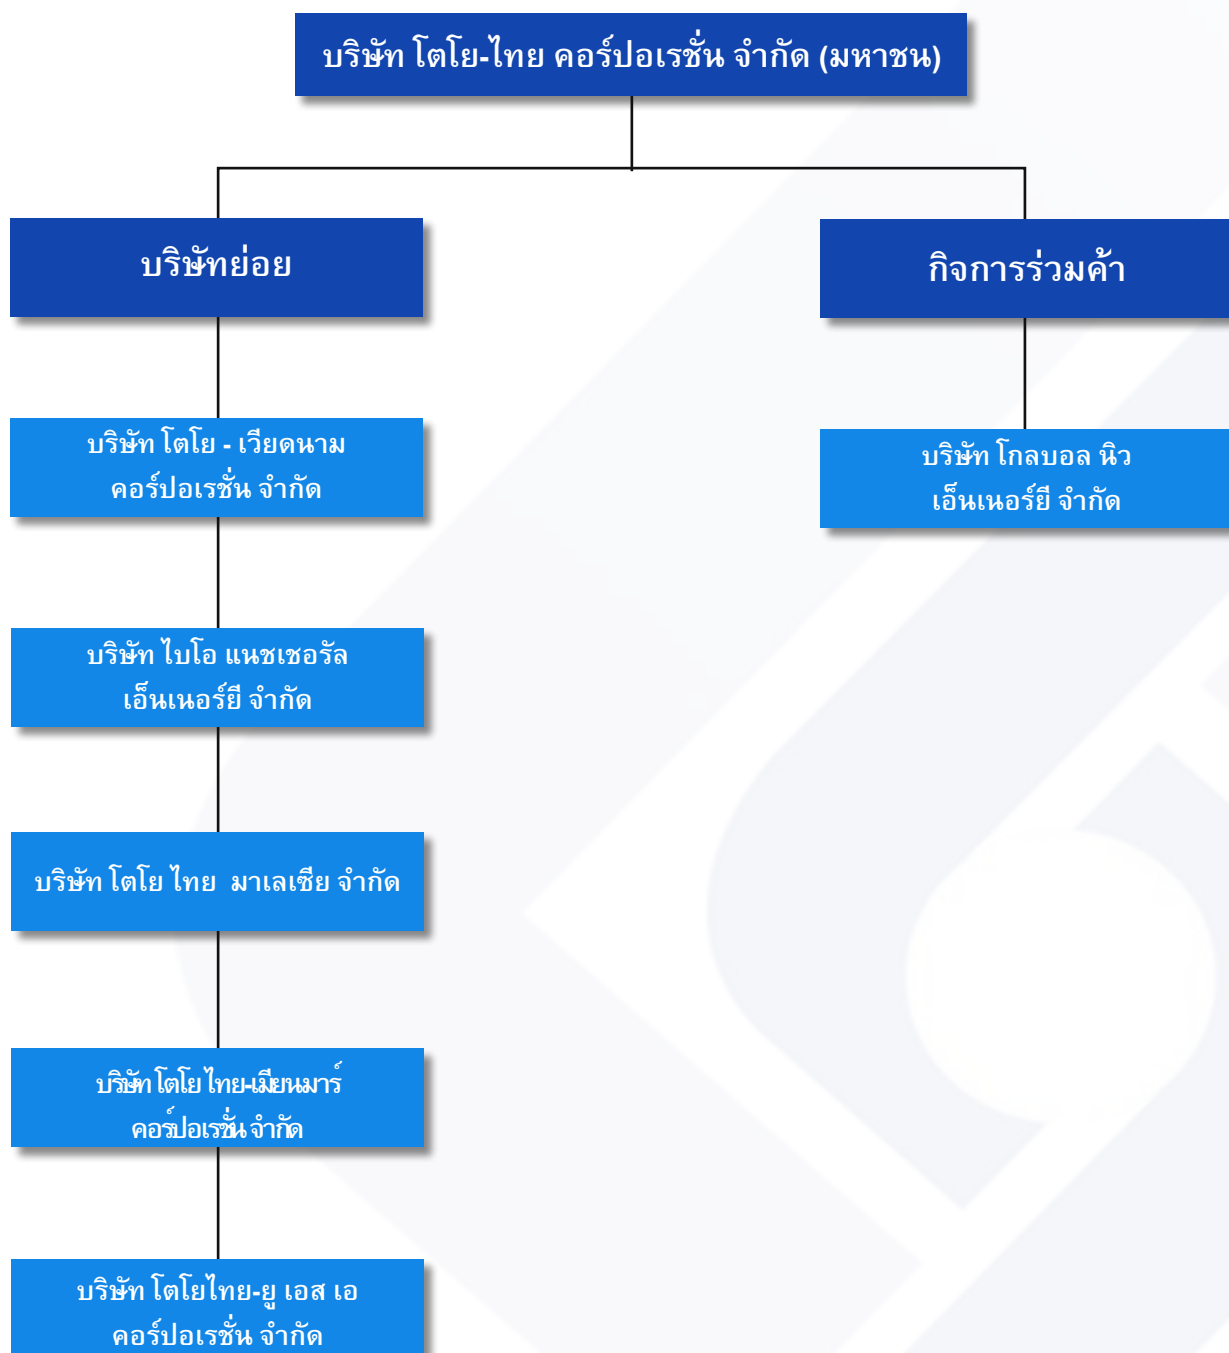 บริษัท โตโย-ไทย คอร์ปอเรชั่น จำกัด (มหาชน)
บริษัทย่อย
กิจการร่วมค้า
บริษัท โตโย - เวียดนาม
คอร์ปอเรชั่น จำกัด
บริษัท โกลบอล นิว
เอ็นเนอร์ยี จำกัด
บริษัท ไบโอ แนชเชอรัล
เอ็นเนอร์ยี จำกัด
บริษัท โตโย ไทย มาเลเซีย จำกัด
บริษัท โตโย ไทย-เมียนมาร์
คอร์ปอเรชั่น จำกัด
บริษัท โตโยไทย-ยู เอส เอ
คอร์ปอเรชั่น จำกัด